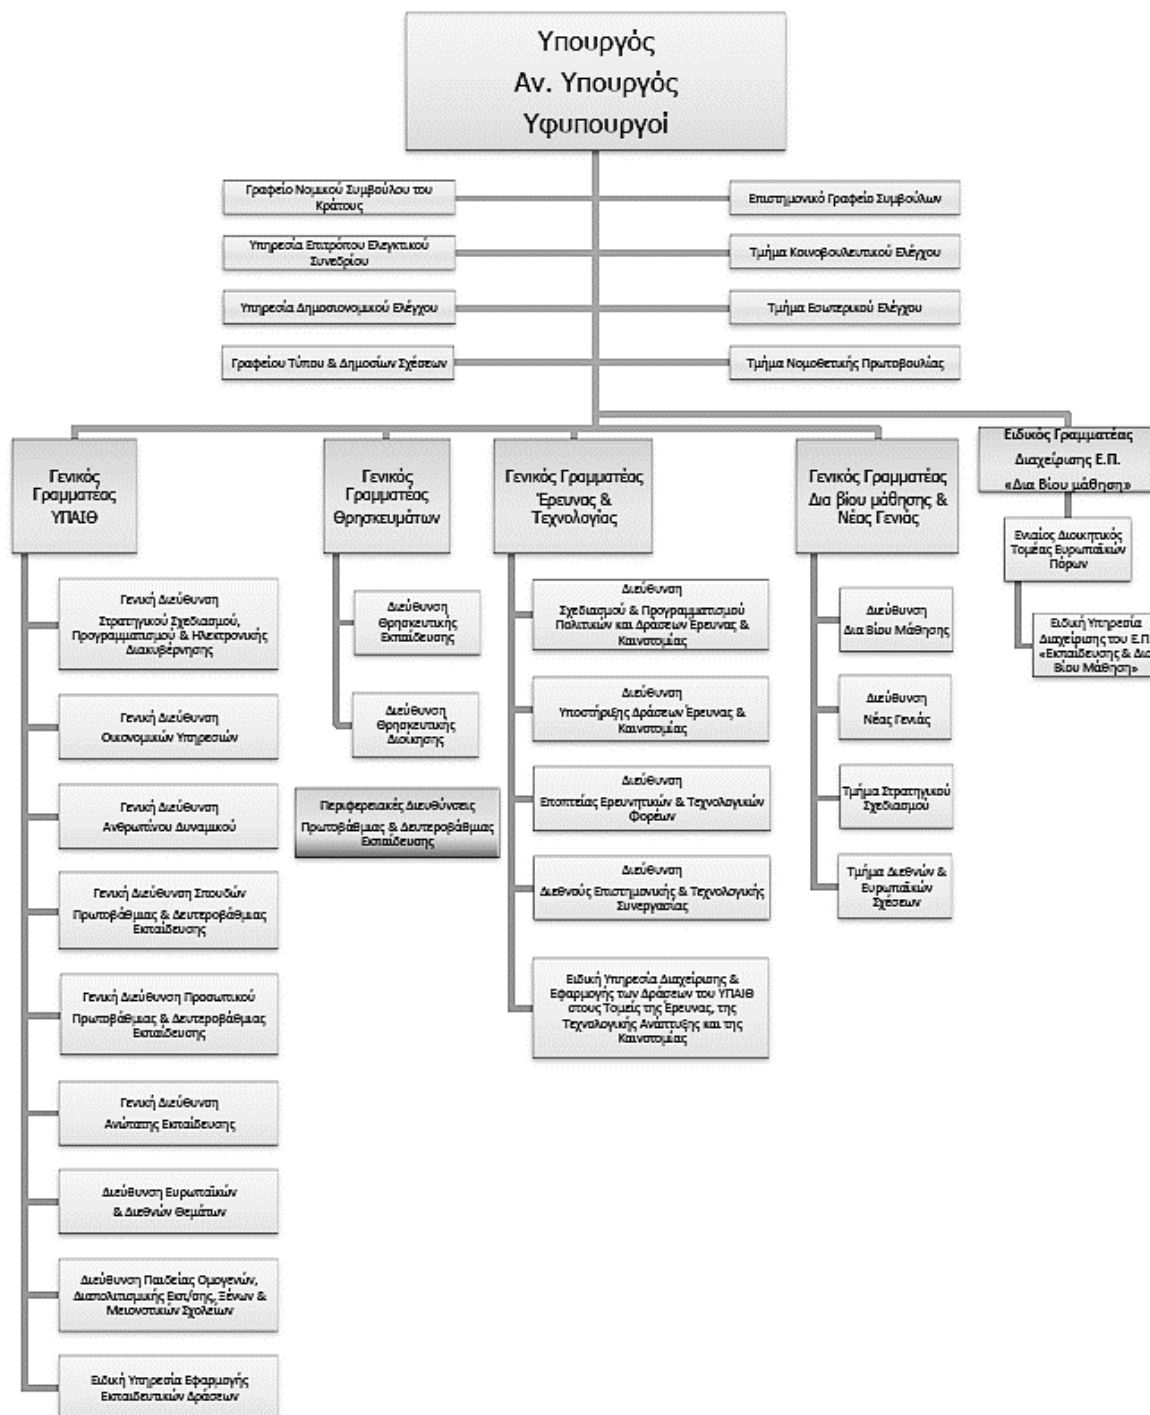 Υπουργός
Αν. Υπουργός
Υφυπουργοί
Γραφείο Νομικού Συμβούλου του
Κράτους
Επιστημονικό Γραφείο Συμβούλων
Υπηρεσία Επιτρόπου Ελεγκτικού
Συνεδρίου
Τμήμα Κοινοβουλευτικού Ελέγχου
Υπηρεσία Δημοσιονομικού Ελέγχου
Τμήμα Εσωτερικού Ελέγχου
Γραφείου Τύπου & Δημοσίων Σχέσεων
Τμήμα Νομοθετικής Πρωτοβουλίας
Γενικός
Γραμματέας
ΥΠΑΙΘ
Γενική Διεύθυνση
Στρατηγικού Σχεδιασμού,
Προγραμματισμού & Ηλεκτρονικής
Διακυβέρνησης
Γενική Διεύθυνση
Οικονομικών Υπηρεσιών
Γενική Διεύθυνση
Ανθρωπίνου Δυναμικού
Γενική Διεύθυνση Σπουδών
Πρωτοβάθμιας & Δευτεροβάθμιας
Εκπαίδευσης
Γενική Διεύθυνση Προσωπικού
Πρωτοβάθμιας & Δευτεροβάθμιας
Εκπαίδευσης
Γενική Διεύθυνση
Ανώτατης Εκπαίδευσης
Διεύθυνση Ευρωπαϊκών
& Διεθνών Θεμάτων
Διεύθυνση Παιδείας Ομογενών,
Διαπολιτισμικής Εκπ/σης, Ξένων &
Μειονοτικών Σχολείων
Ειδική Υπηρεσία Εφαρμογής
Εκπαιδευτικών Δράσεων
Γενικός
Γραμματέας
Θρησκευμάτων
Διεύθυνση
Θρησκευτικής
Εκπαίδευσης
Διεύθυνση
Θρησκευτικής
Διοίκησης
Περιφερειακές Διευθύνσεις
Πρωτοβάθμιας & Δευτεροβάθμιας
Εκπαίδευσης
Γενικός Γραμματέας
Έρευνας &
Τεχνολογίας
Διεύθυνση
Σχεδιασμού & Προγραμματισμού
Πολιτικών και Δράσεων Έρευνας &
Καινοτομίας
Διεύθυνση
Υποστήριξης Δράσεων Έρευνας &
Καινοτομίας
Διεύθυνση
Εποπτείας Ερευνητικών & Τεχνολογικών
Φορέων
Διεύθυνση
Διεθνούς Επιστημονικής & Τεχνολογικής
Συνεργασίας
Ειδική Υπηρεσία Διαχείρισης &
Εφαρμογής των Δράσεων του ΥΠΑΙΘ
στους Τομείς της Έρευνας, της
Τεχνολογικής Ανάπτυξης και της
Καινοτομίας
Γενικός Γραμματέας
Δια βίου μάθησης &
Νέας Γενιάς
Διεύθυνση
Δια Βίου Μάθησης
Διεύθυνση
Νέας Γενιάς
Τμήμα Στρατηγικού
Σχεδιασμού
Τμήμα Διεθνών &
Ευρωπαϊκών
Σχέσεων
Ειδικός Γραμματέας
Διαχείρισης Ε.Π.
«Δια Βίου μάθηση»
Ενιαίος Διοικητικός
Τομέας Ευρωπαϊκών
Πόρων
Ειδική Υπηρεσία
Διαχείρισης του Ε.Π.
«Εκπαίδευσης & Δια
Βίου Μάθηση»